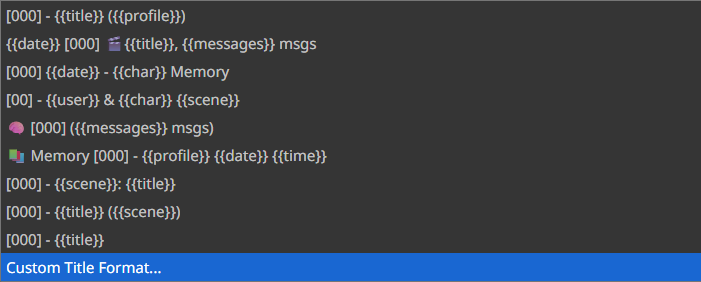 [000] - {{title}} ({{profile}})
{{date}} [000] 🎬{{title}}, {{messages}} msgs
[000] {{date}} - {{char}} Memory
[00] - {{user}} & {{char}} {{scene}}
🧠 [000] ({{messages}} msgs)
📚 Memory [000] - {{profile}} {{date}} {{time}}
[000] - {{scene}}: {{title}}
[000] - {{title}} ({{scene}})
[000] - {{title}}
Custom Title Format...